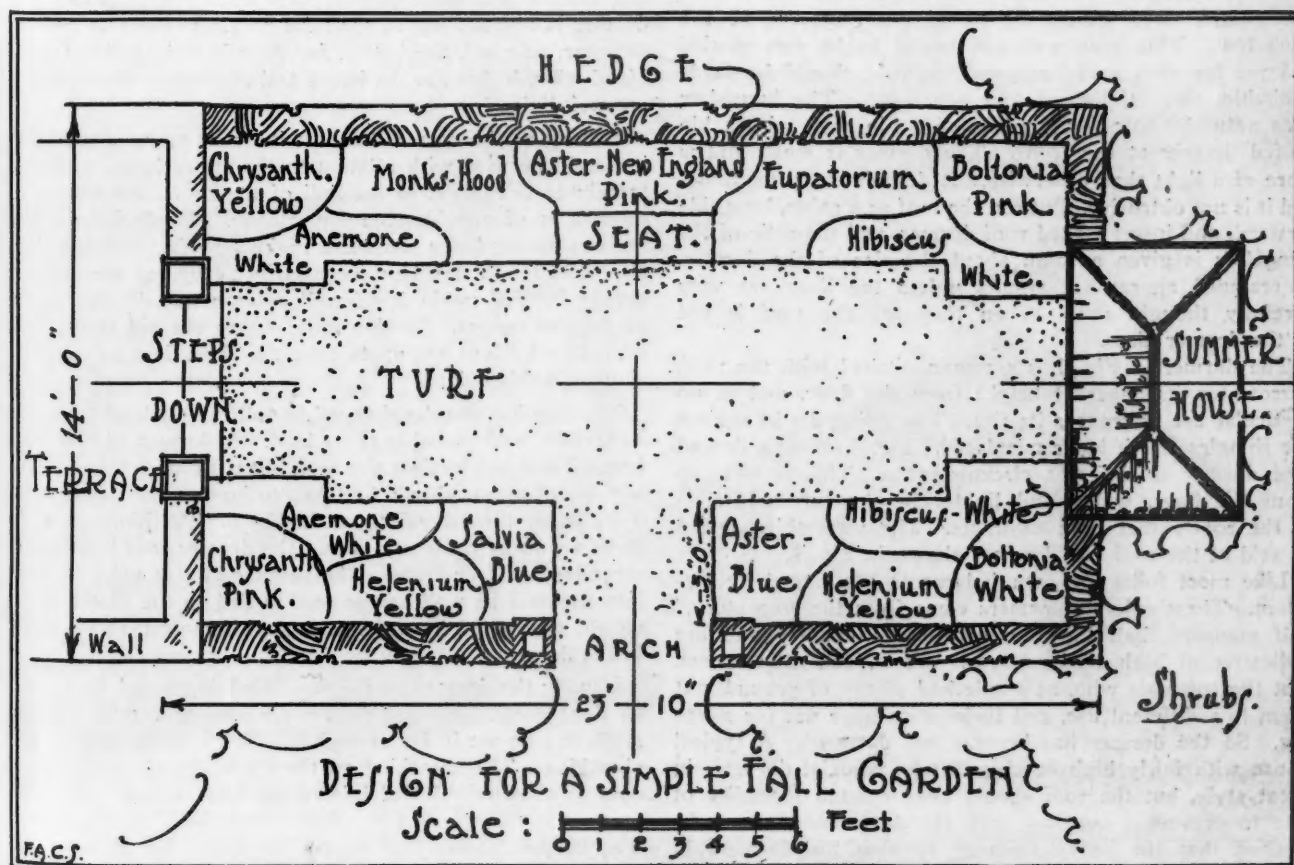 HEDGE
Chrysanth.
Yellow
Monks-Hood
Aster-New England
Pink.
Eupatorium
Boltonia
Pink.
Anemone
White
SEAT.
Hibiscus
White
14'-0"
STEPS
DOWN
TURF
SUMMER
HOUSE.
TERRACE
Anemone
White.
Salvia
Blue
3'-0"
Aster-
Blue
Hibiscus-White
Chrysanth
Pink.
Helenium
Yellow
Helenium
Yellow
Boltonia
White
Wall
ARCH
23'-10"
Shrubs.
DESIGN FOR A SIMPLE FALL GARDEN
Scale: 0 1 2 3 4 5 6 Feet
F.A.C.S.